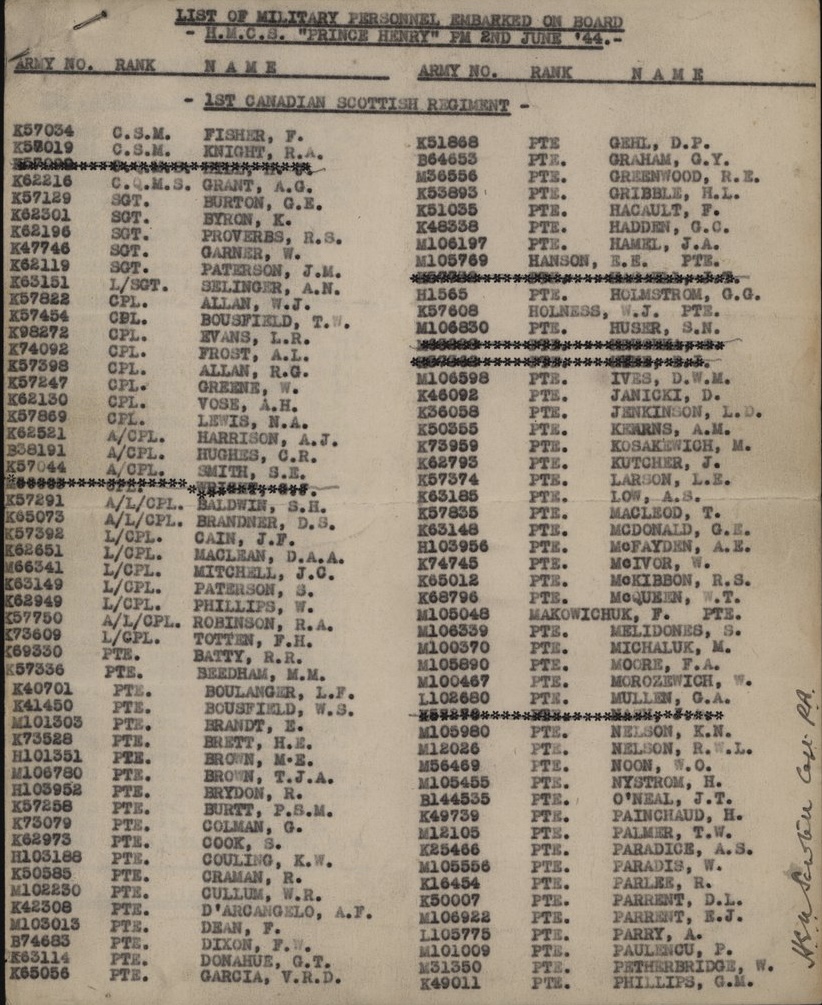 LIST OF MILITARY PERSONNEL EMBARKED ON BOARD
- H.M.C.S. "PRINCE HENRY" PM 2ND JUNE '44.-
ARMY NO. RANK NAME
- 1ST CANADIAN SCOTTISH REGIMENT -
K57034 C.S.M. FISHER, F.
K58019 C.S.M. KNIGHT, R.A.
K62216 C.Q.M.S. GRANT, A.G.
K57129 SGT. BURTON, G.E.
K62301 SGT. BYRON, K.
K62196 SGT. PROVERBS, R.S.
K47746 SGT. GARNER, W.
K62119 SGT. PATERSON, J.M.
K63151 L/SGT. SELINGER, A.N.
K57822 CPL. ALLAN, W.J.
K57454 CPL. BOUSFIELD, T.W.
K98272 CPL. EVANS, L.R.
K74092 CPL. FROST, A.L.
K57398 CPL. ALLAN, R.G.
K57247 CPL. GREENE, W.
K62130 CPL. VOSE, A.H.
K57869 CPL. LEWIS, N.A.
K62521 A/CPL. HARRISON, A.J.
B38191 A/CPL. HUGHES, C.R.
K57044 A/CPL. SMITH, S.E.
K57291 A/L/CPL. BALDWIN, S.H.
K65073 A/L/CPL. BRANDNER, D.S.
K57392 L/CPL. CAIN, J.F.
K62651 L/CPL. MACLEAN, D.A.A.
M66341 L/CPL. MITCHELL, J.C.
K63149 L/CPL. PATERSON, S.
K62949 L/CPL. PHILLIPS, W.
K57750 A/L/CPL. ROBINSON, R.A.
K73609 L/CPL. TOTTEN, F.H.
K69330 PTE. BATTY, R.R.
K57336 PTE. BEEDHAM, M.M.
K40701 PTE. BOULANGER, L.F.
K41450 PTE. BOUSFIELD, W.S.
M101303 PTE. BRANDT, E.
K73528 PTE. BRETT, H.E.
H101351 PTE. BROWN, M.E.
M106780 PTE. BROWN, T.J.A.
H103952 PTE. BRYDON, R.
K57258 PTE. BURTT, P.S.M.
K73079 PTE. COLMAN, G.
K62973 PTE. COOK, S.
H103188 PTE. COULING, K.W.
K50585 PTE. CRAMAN, R.
M102230 PTE. CULLUM, W.R.
K42308 PTE. D'ARCANGELO, A.F.
M103013 PTE. DEAN, F.
B74683 PTE. DIXON, F.W.
K63114 PTE. DONAHUE, G.T.
K65056 PTE. GARCIA, V.R.D.
ARMY NO. RANK NAME
K51868 PTE GEHL, D.P.
B64653 PTE. GRAHAM, G.Y.
M36556 PTE. GREENWOOD, R.E.
K53893 PTE. GRIBBLE, H.L.
K51035 PTE. HACAULT, F.
K48338 PTE. HADDEN, G.C.
M106197 PTE. HAMEL, J.A.
M105769 HANSON, E.E. PTE.
H1565 PTE. HOLMSTROM, G.G.
K57608 HOLNESS, W.J. PTE.
M106830 PTE. HUSER, S.N.
M106598 PTE. IVES, D.W.M.
K46092 PTE. JANICKI, D.
K36058 PTE. JENKINSON, L.D.
K50355 PTE. KEARNS, A.M.
K73959 PTE. KOSAKEWICH, M.
K62793 PTE. KUTCHER, J.
K57374 PTE. LARSON, L.E.
K63185 PTE. LOW, A.S.
K57835 PTE. MACLEOD, T.
K63148 PTE. MCDONALD, G.E.
H103956 PTE. McFAYDEN, A.E.
K74745 PTE. McIVOR, W.
K65012 PTE. McKIBBON, R.S.
K68796 PTE. McQUEEN, W.T.
M105048 MAKOWICHUK, F. PTE.
M106339 PTE. MELIDONES, S.
M100370 PTE. MICHALUK, M.
M105890 PTE. MOORE, F.A.
M100467 PTE. MOROZEWICH, W.
L102680 PTE. MULLEN, G.A.
M105980 PTE. NELSON, K.N.
M12026 PTE. NELSON, R.W.L.
M56469 PTE. NOON, W.O.
M105455 PTE. NYSTROM, H.
B144535 PTE. O'NEAL, J.T.
K49739 PTE. PAINCHAUD, H.
M12105 PTE. PALMER, T.W.
K25466 PTE. PARADICE, A.S.
M105556 PTE. PARADIS, W.
K16454 PTE. PARLEE, R.
K50007 PTE. PARRENT, D.L.
M106922 PTE. PARRENT, E.J.
L105775 PTE. PARRY, A.
M101009 PTE. PAULENCU, P.
M31350 PTE. PETHERBRIDGE, W.
K49011 PTE. PHILLIPS, G.M.